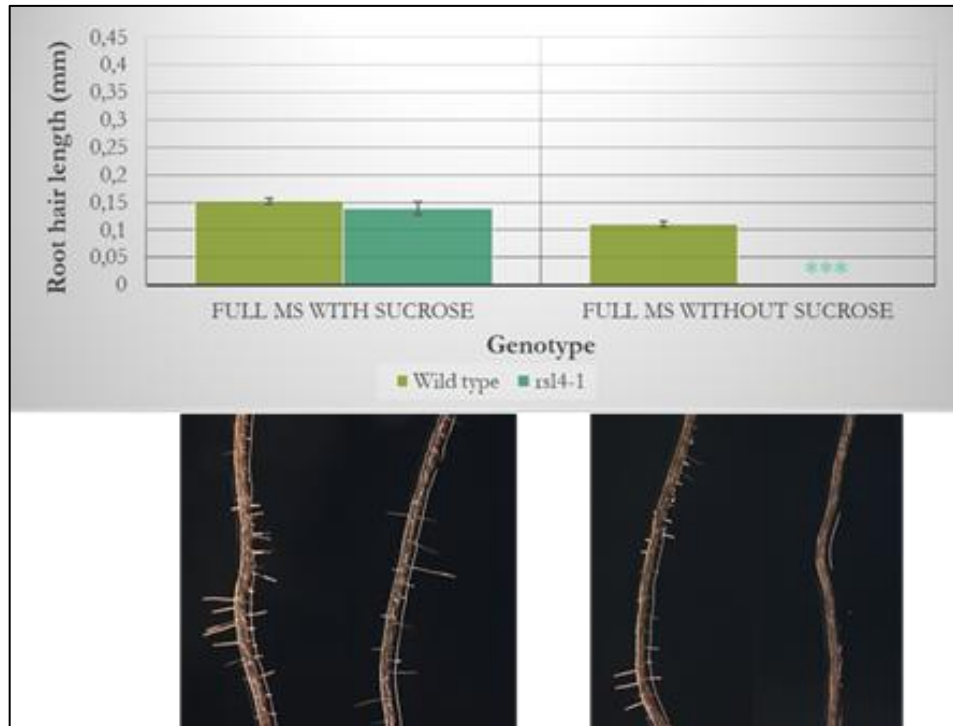 0,45
0,4
0,35
0,3
0,25
0,2
0,15
0,1
0,05
0
Root hair length (mm)
***
FULL MS WITH SUCROSE
FULL MS WITHOUT SUCROSE
Genotype
Wild type
rsl4-1